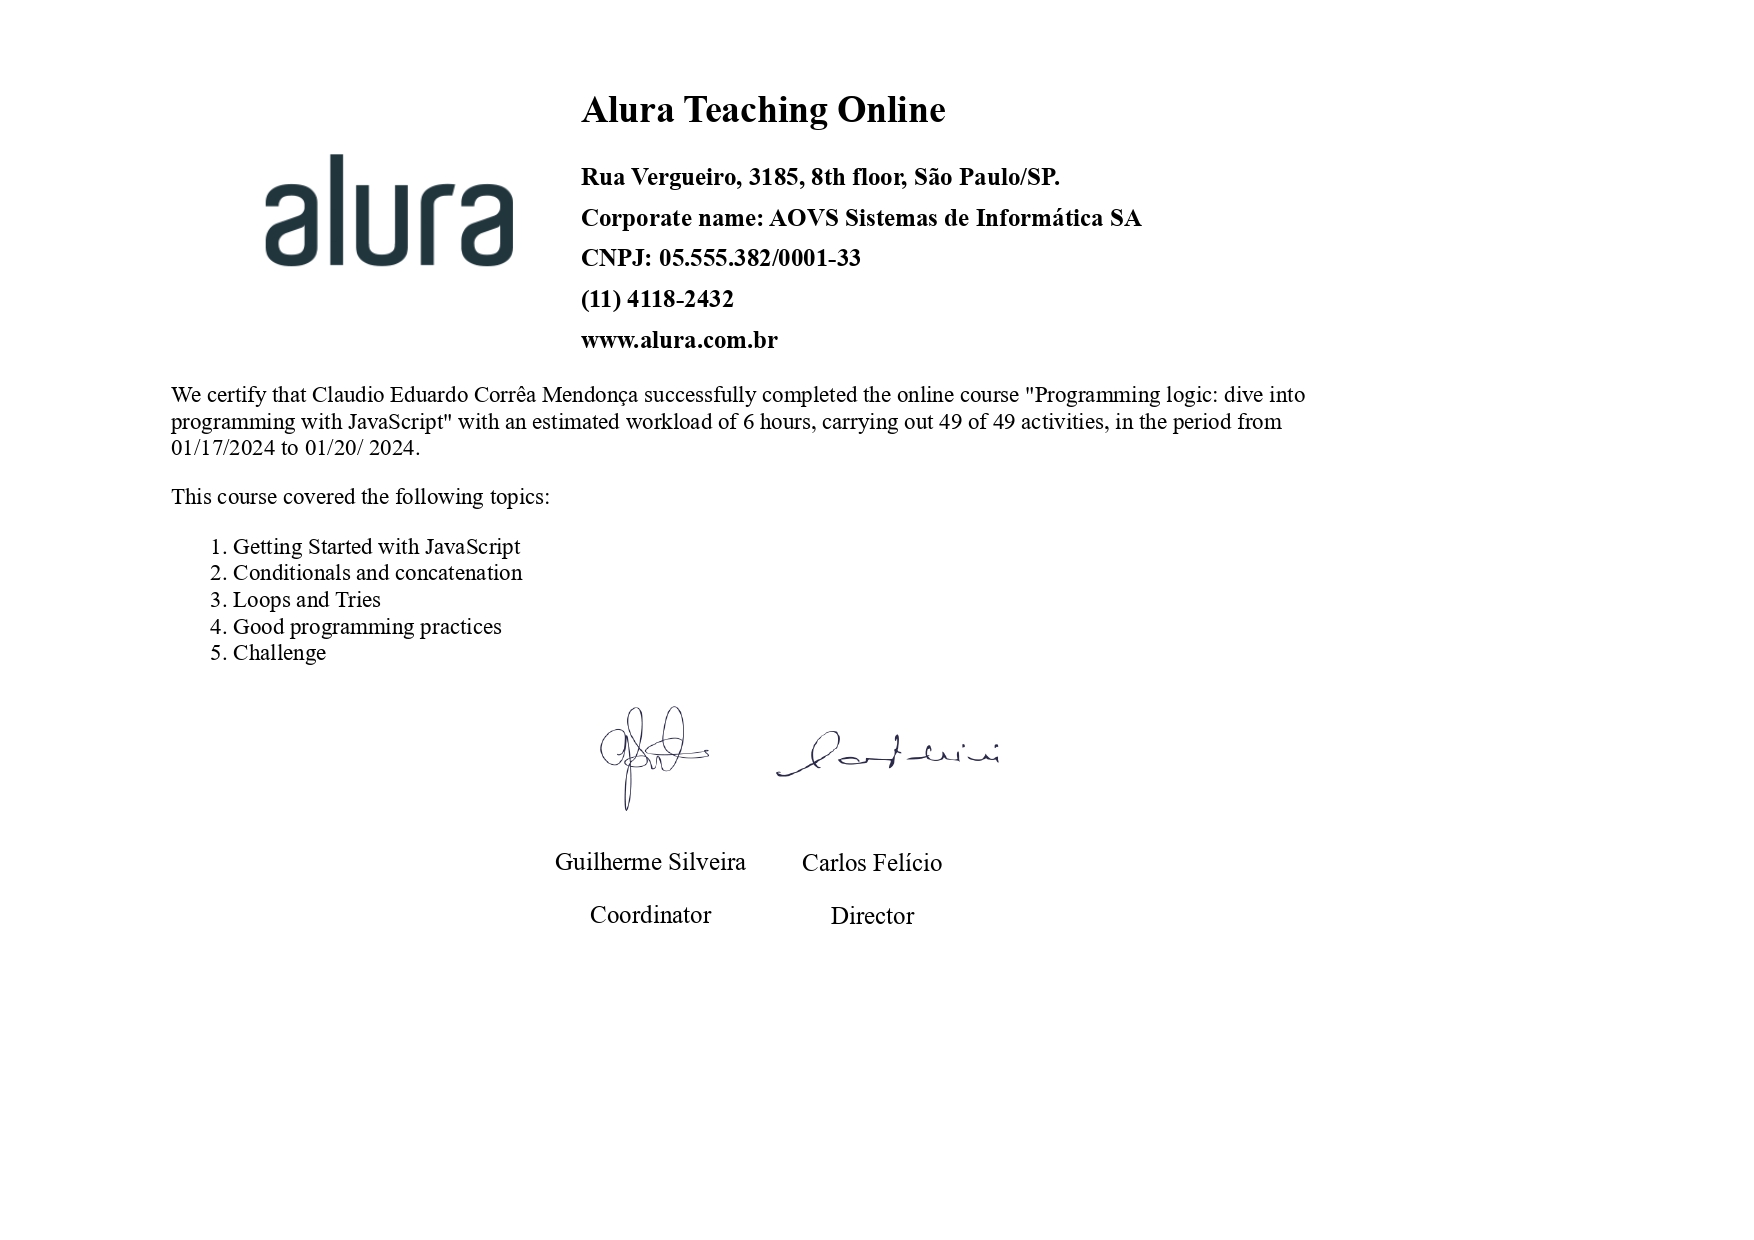 Alura Teaching Online
alura
Rua Vergueiro, 3185, 8th floor, São Paulo/SP.
Corporate name: AOVS Sistemas de Informática SA
CNPJ: 05.555.382/0001-33
(11) 4118-2432
www.alura.com.br
We certify that Claudio Eduardo Corrêa Mendonça successfully completed the online course "Programming logic: dive into
programming with JavaScript" with an estimated workload of 6 hours, carrying out 49 of 49 activities, in the period from
01/17/2024 to 01/20/ 2024.
This course covered the following topics:
1. Getting Started with JavaScript
2. Conditionals and concatenation
3. Loops and Tries
4. Good programming practices
5. Challenge
Guilherme Silveira
Carlos Felício
Coordinator
Director